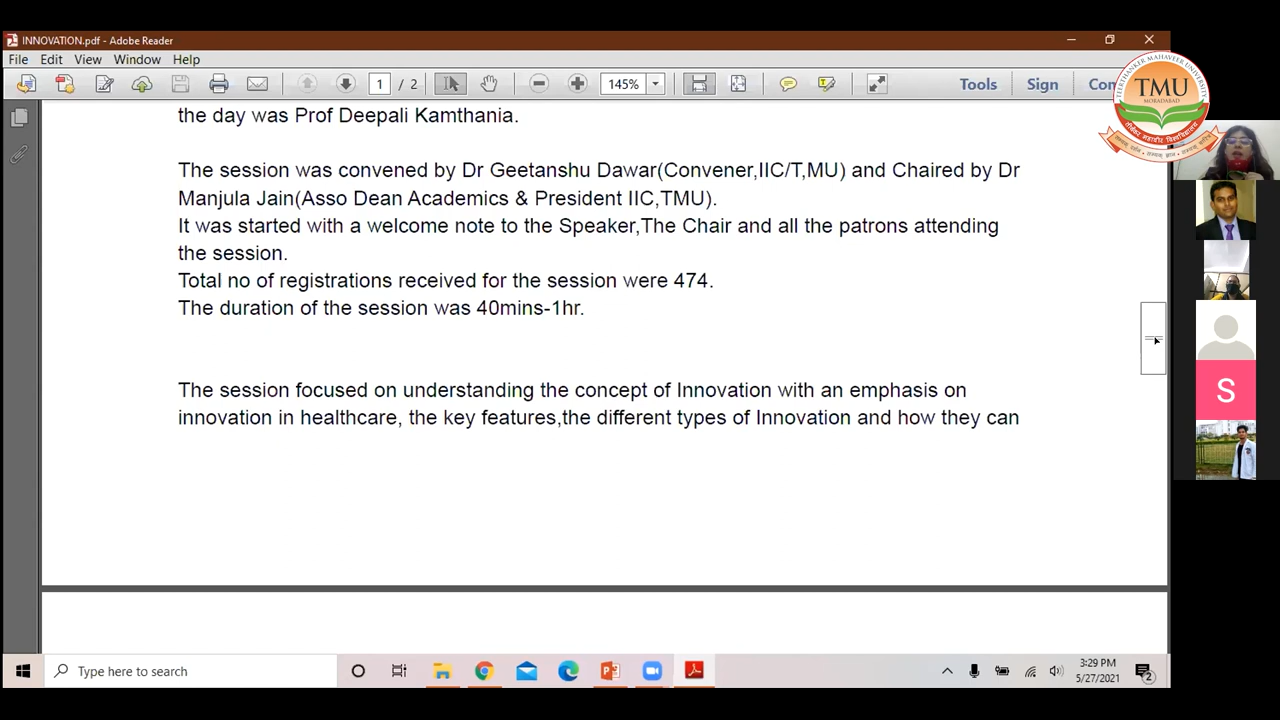 INNOVATION.pdf - Adobe Reader
File Edit View Window Help
1 / 2
145%
Tools Sign
TMU
MORADABAD
the day was Prof Deepali Kamthania.
The session was convened by Dr Geetanshu Dawar(Convener,IIC/T,MU) and Chaired by Dr
Manjula Jain(Asso Dean Academics & President IIC,TMU).
It was started with a welcome note to the Speaker,The Chair and all the patrons attending
the session.
Total no of registrations received for the session were 474.
The duration of the session was 40mins-1hr.
The session focused on understanding the concept of Innovation with an emphasis on
innovation in healthcare, the key features,the different types of Innovation and how they can
S
Type here to search
3:29 PM
5/27/2021
2